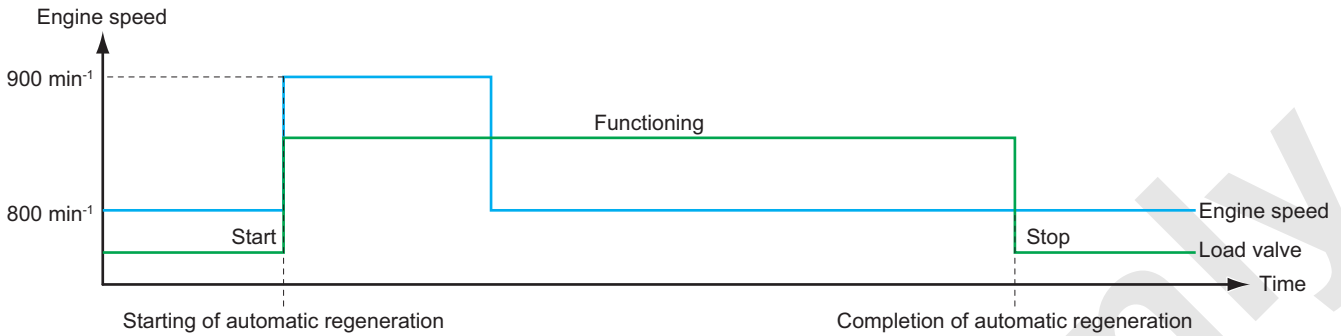 Engine speed
900 min-1
Functioning
800 min-1
Engine speed
Start
Stop
Load valve
Time
Starting of automatic regeneration
Completion of automatic regeneration
nly